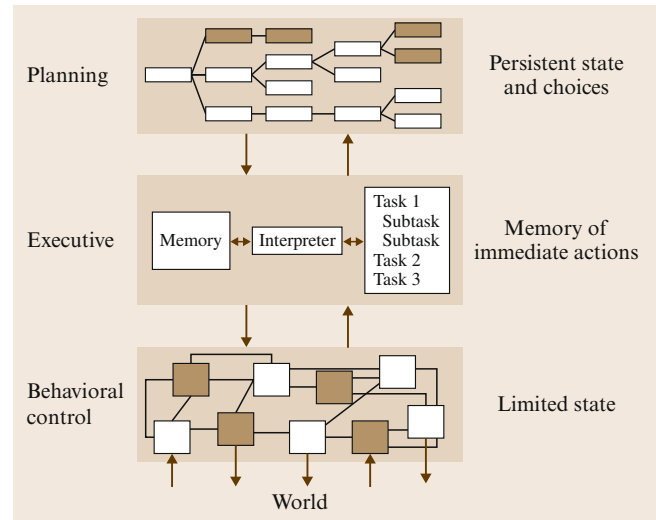 Planning
Persistent state
and choices
Executive
Memory
Interpreter
Task 1
Subtask
Subtask
Task 2
Task 3
Memory of
immediate actions
Behavioral
control
Limited state
World